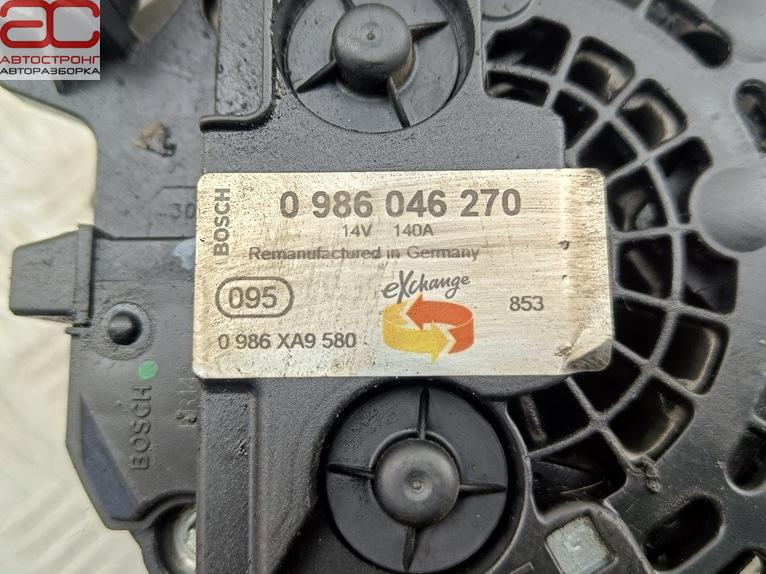 АС
АВТОСТРОНГ
АВТОРАЗБОРКА
30
BOSCH
0 986 046 270
14V 140A
Remanufactured in Germany
095
eXchange
853
0 986 XA9 580
BOSCH